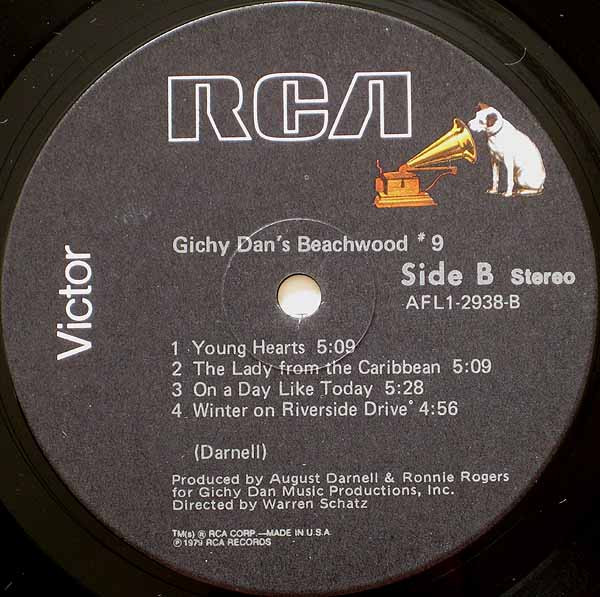 RCA
Victor
Gichy Dan's Beachwood #9
Side B Stereo
AFL1-2938-B
1 Young Hearts 5:09
2 The Lady from the Caribbean 5:09
3 On a Day Like Today 5:28
4 Winter on Riverside Drive° 4:56
(Darnell)
Produced by August Darnell & Ronnie Rogers
for Gichy Dan Music Productions, Inc.
Directed by Warren Schatz
TM(s) ® RCA CORP.—MADE IN U.S.A
℗ 1979 RCA RECORDS